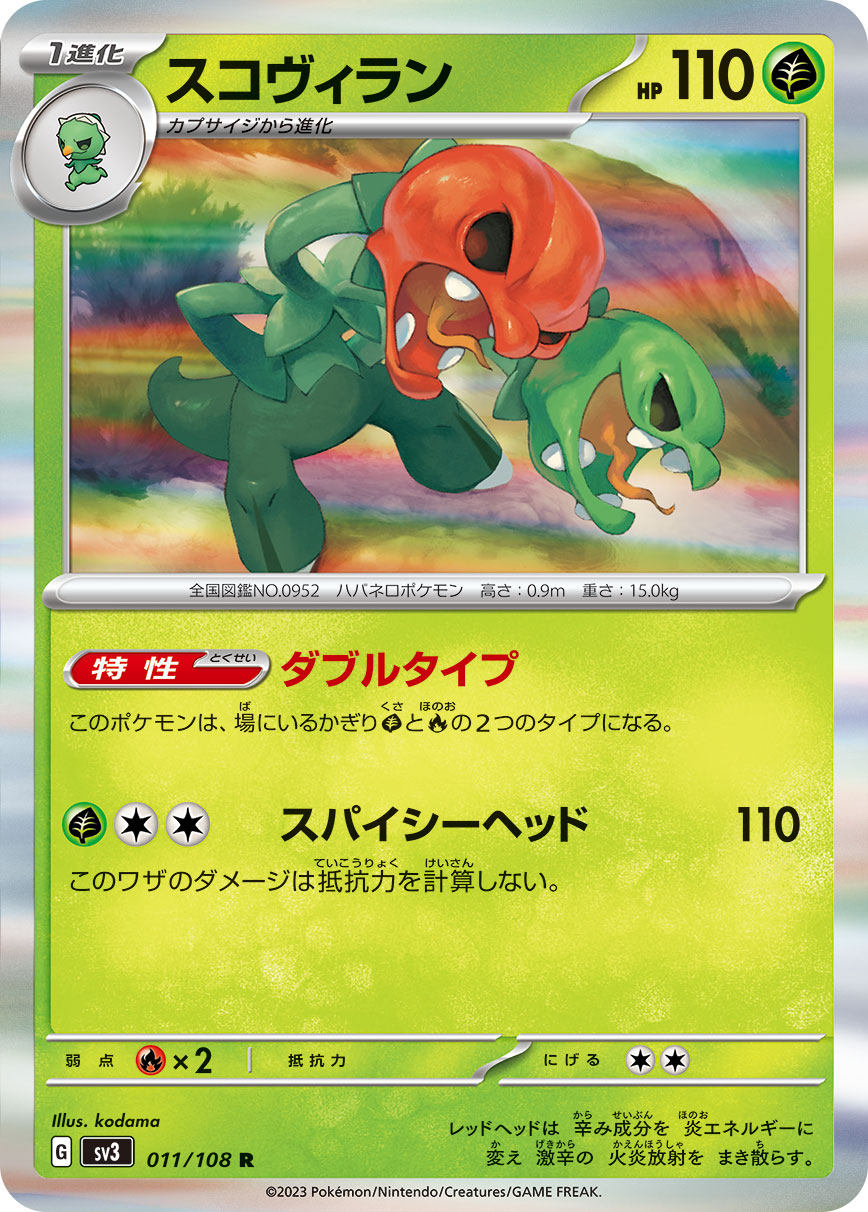 1進化
スコヴィラン
HP 110
カプサイジから進化
全国図鑑NO.0952 ハバネロポケモン 高さ：0.9m 重さ：15.0kg
特性 とくせい ダブルタイプ
このポケモンは、場にいるかぎりと の２つのタイプになる。
スパイシーヘッド 110
このワザのダメージは抵抗力を計算しない。
弱点 ×2 抵抗力 にげる
Illus. kodama
レッドヘッドは 辛み成分を 炎エネルギーに
変え 激辛の 火炎放射を まき散らす。
G sv3 011/108 R
©2023 Pokémon/Nintendo/Creatures/GAME FREAK.